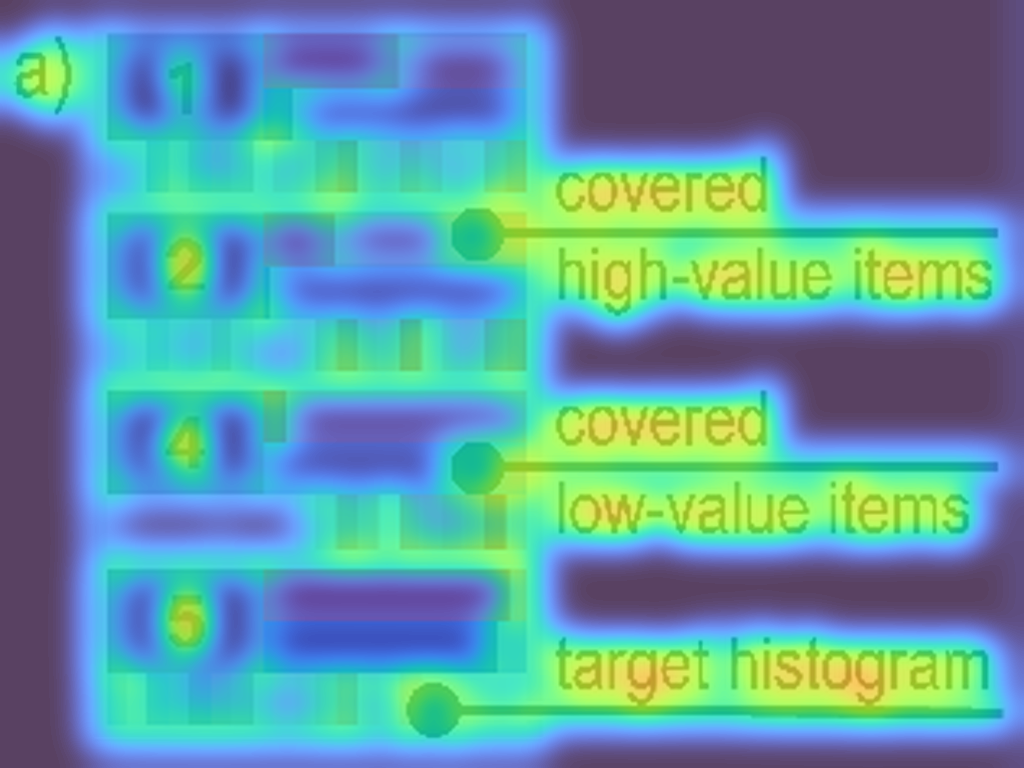 a)
1
covered
2
high-value items
4
covered
low-value items
5
target histogram